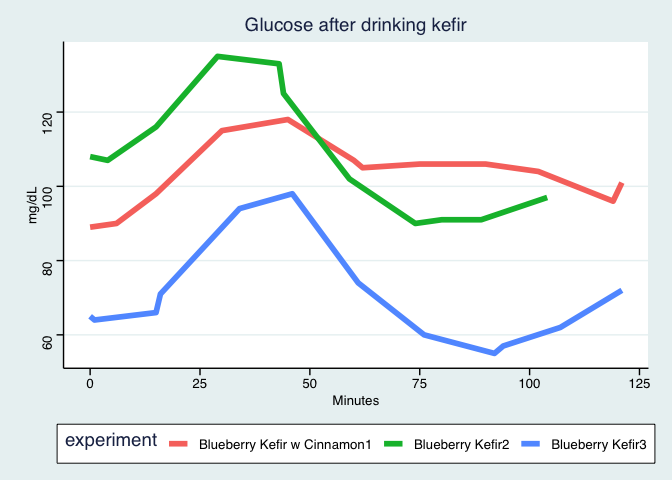 Glucose after drinking kefir
mg/dL
120
100
80
60
0 25 50 75 100 125
Minutes
experiment Blueberry Kefir w Cinnamon1 Blueberry Kefir2 Blueberry Kefir3